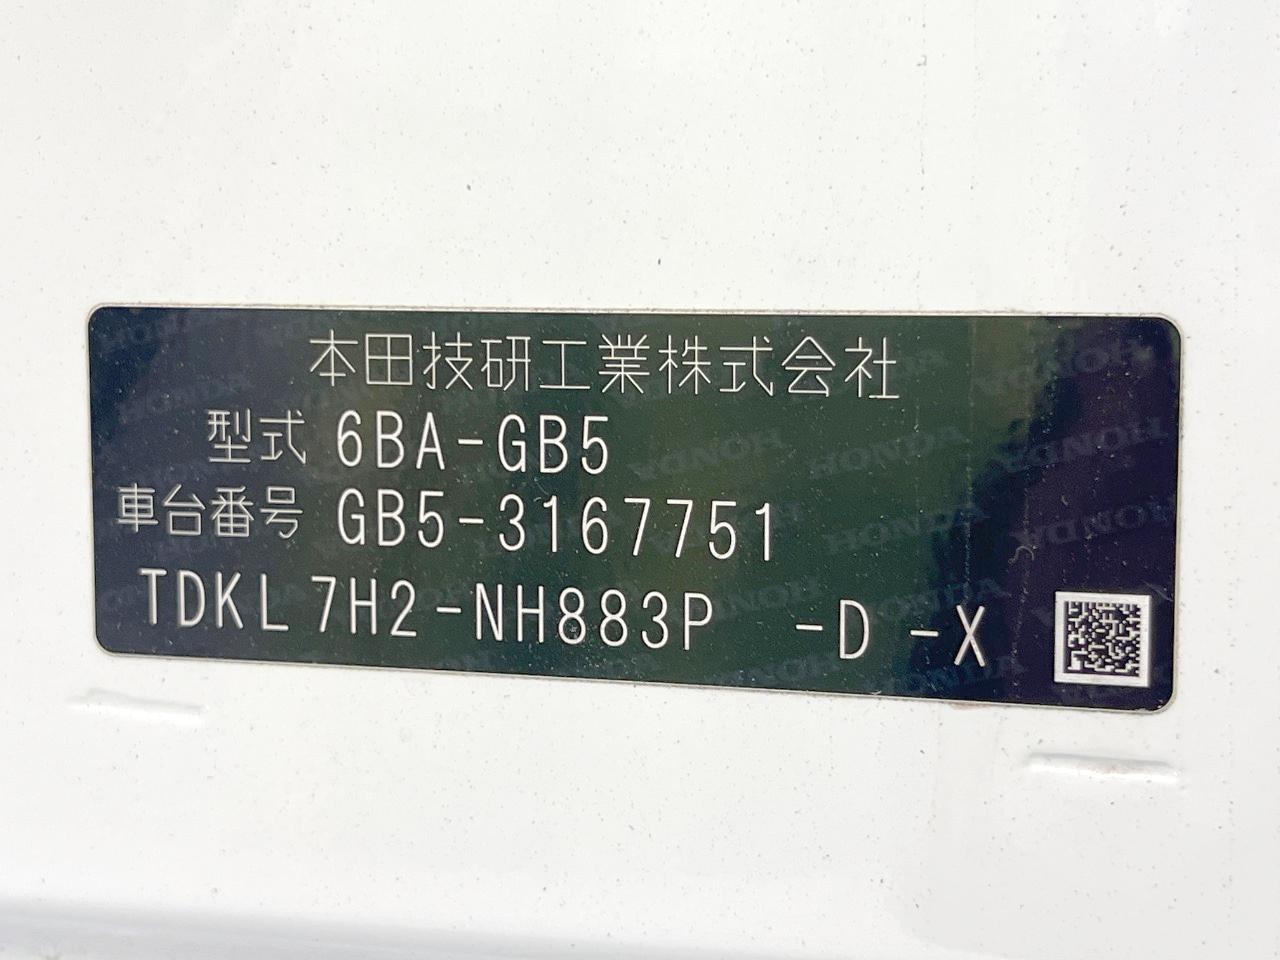 本田技研工業株式会社
型式 6BA-GB5
車台番号 GB5-3167751
TDKL 7H2-NH883P -D -X